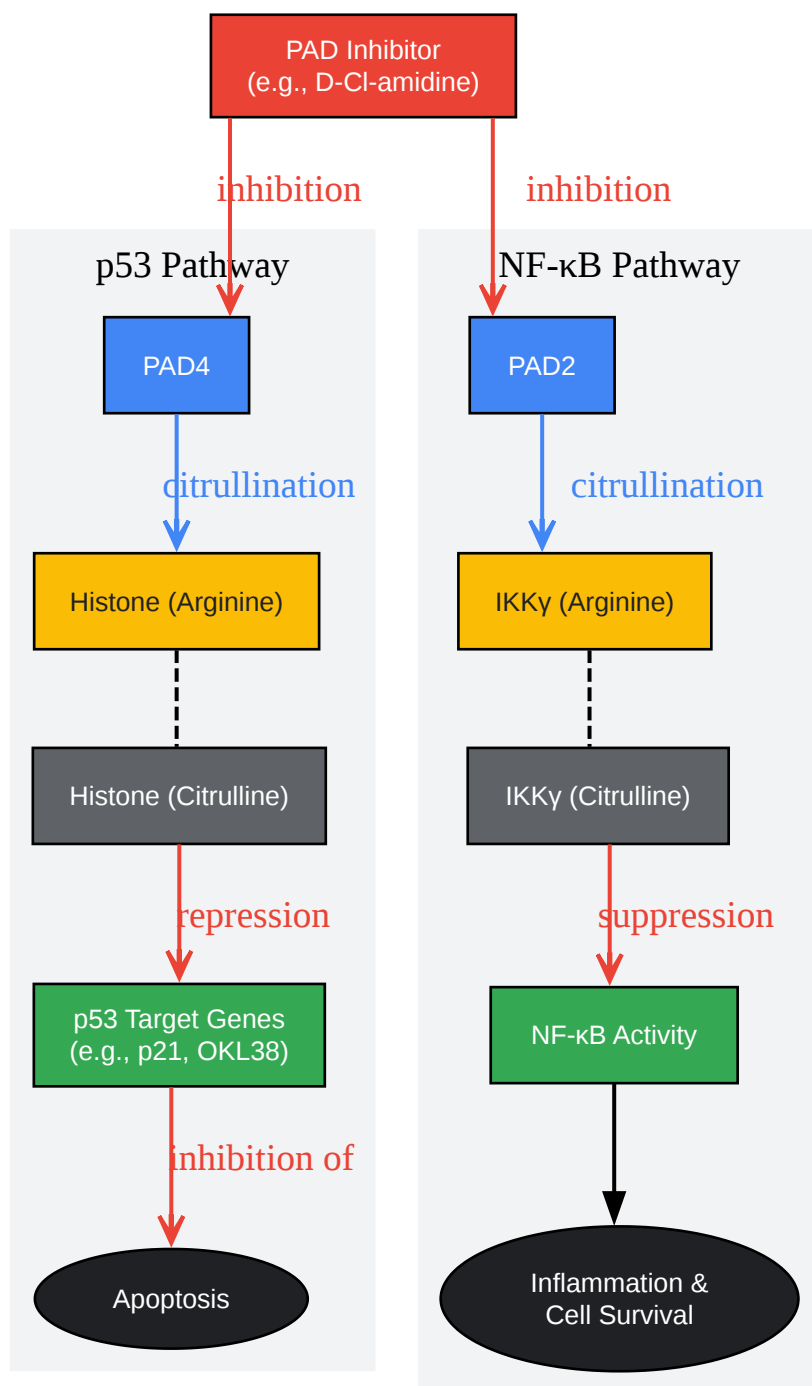 PAD Inhibitor
(e.g., D-Cl-amidine)
inhibition
inhibition
p53 Pathway
PAD4
citrullination
Histone (Arginine)
Histone (Citrulline)
repression
p53 Target Genes
(e.g., p21, OKL38)
inhibition of
Apoptosis
NF-κB Pathway
PAD2
citrullination
IKKγ (Arginine)
IKKγ (Citrulline)
suppression
NF-κB Activity
Inflammation &
Cell Survival